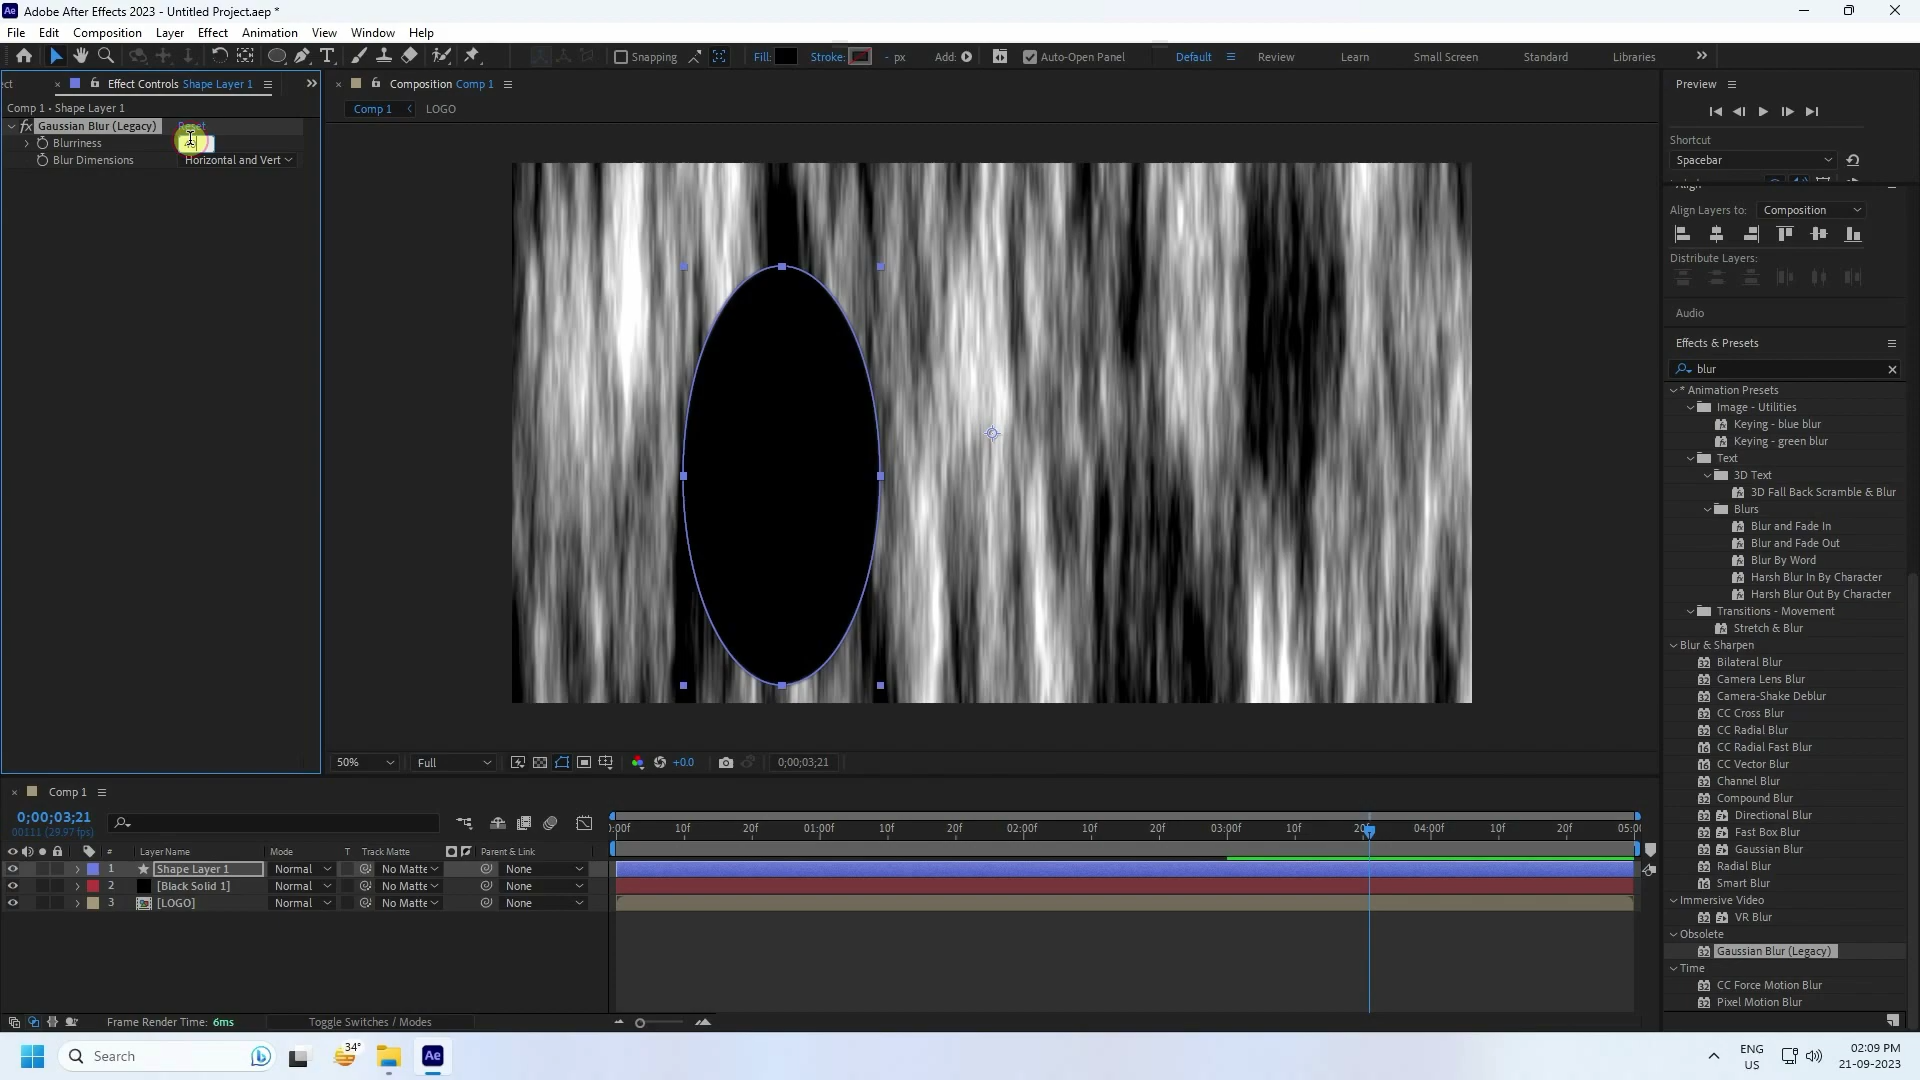 Adobe After Effects 2023 - Untitled Project.aep *
File Edit Composition Layer Effect Animation View Window Help
Snapping Fill: Stroke: - px Add: Auto-Open Panel Default Review Learn Small Screen Standard Libraries
Effect Controls Shape Layer 1
Comp 1 • Shape Layer 1
Gaussian Blur (Legacy) Reset
Blurriness
Blur Dimensions Horizontal and Vert
Composition Comp 1
Comp 1 LOGO
50% Full +0.0 0;00;03;21
Preview
Shortcut
Spacebar
Align
Align Layers to: Composition
Distribute Layers:
Audio
Effects & Presets
blur
* Animation Presets
Image - Utilities
Keying - blue blur
Keying - green blur
Text
3D Text
3D Fall Back Scramble & Blur
Blurs
Blur and Fade In
Blur and Fade Out
Blur By Word
Harsh Blur In By Character
Harsh Blur Out By Character
Transitions - Movement
Stretch & Blur
Blur & Sharpen
Bilateral Blur
Camera Lens Blur
Camera-Shake Deblur
CC Cross Blur
CC Radial Blur
CC Radial Fast Blur
CC Vector Blur
Channel Blur
Compound Blur
Directional Blur
Fast Box Blur
Gaussian Blur
Radial Blur
Smart Blur
Immersive Video
VR Blur
Obsolete
Gaussian Blur (Legacy)
Time
CC Force Motion Blur
Pixel Motion Blur
Comp 1
0;00;03;21
00111 (29.97 fps)
:00f 10f 20f 01:00f 10f 20f 02:00f 10f 20f 03:00f 10f 20f 04:00f 10f 20f 05:00
# Layer Name Mode T Track Matte Parent & Link
1 Shape Layer 1 Normal No Matte None
2 [Black Solid 1] Normal No Matte None
3 [LOGO] Normal No Matte None
Frame Render Time: 6ms Toggle Switches / Modes
Search 34° Ae ENG US 02:09 PM 21-09-2023